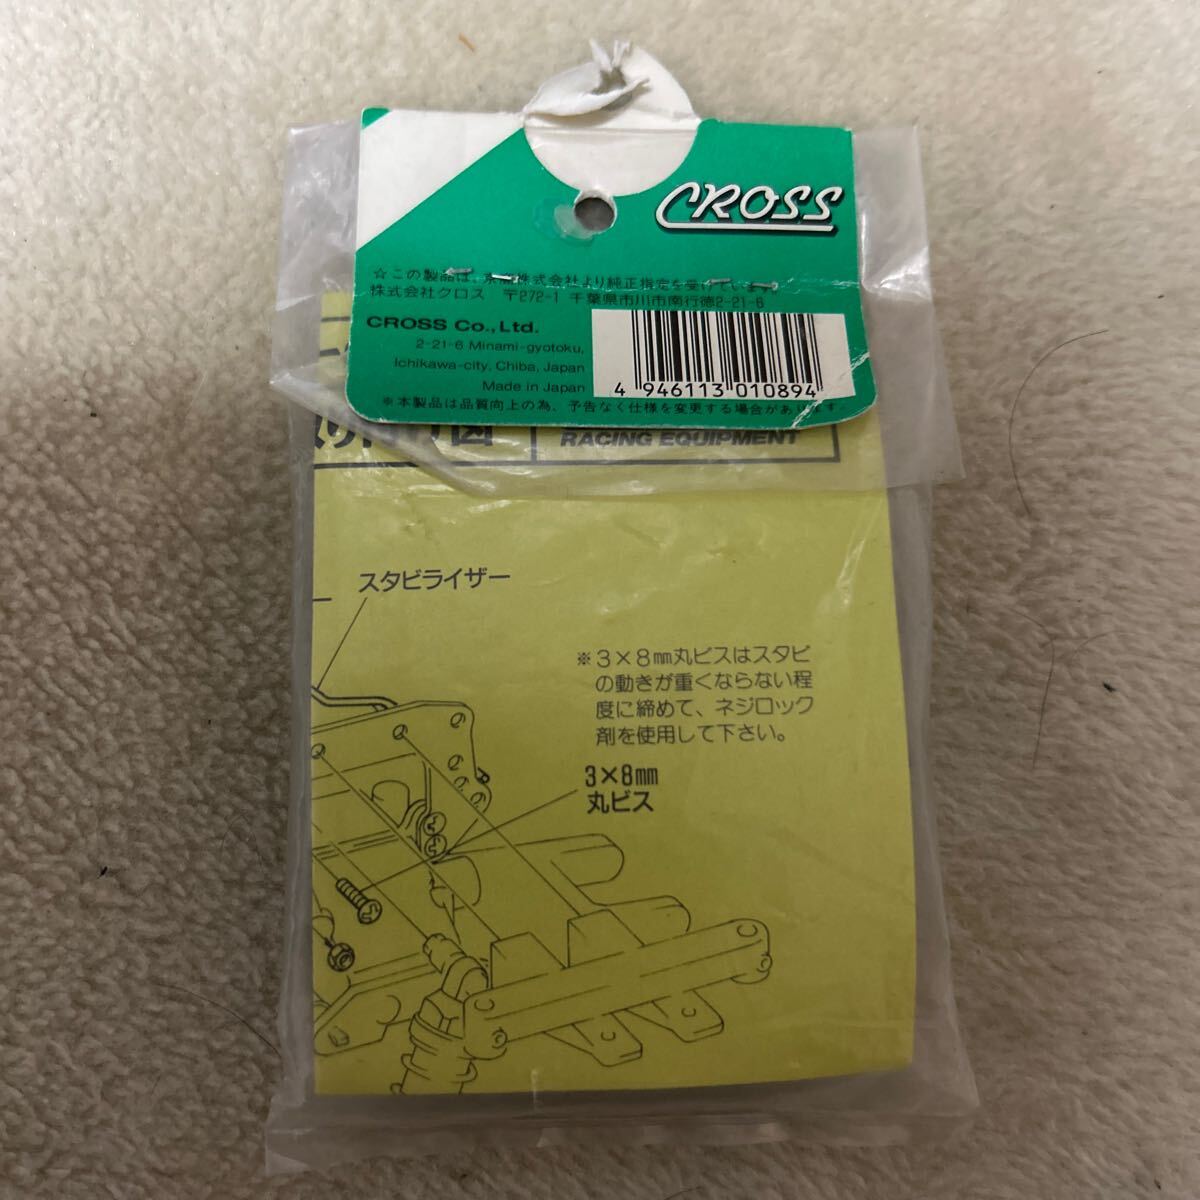 CROSS
☆この製品は、京商株式会社より純正指定を受けています。
株式会社クロス 〒272-1 千葉県市川市南行徳2-21-6
CROSS Co.,Ltd.
2-21-6 Minami-gyotoku,
Ichikawa-city, Chiba, Japan
Made in Japan
4 946113 010894
※本製品は品質向上の為、予告なく仕様を変更する場合があります。
取り付け図
RACING EQUIPMENT
スタビライザー
※3×8㎜丸ビスはスタビ
の動きが重くならない程
度に締めて、ネジロック
剤を使用して下さい。
3×8㎜
丸ビス